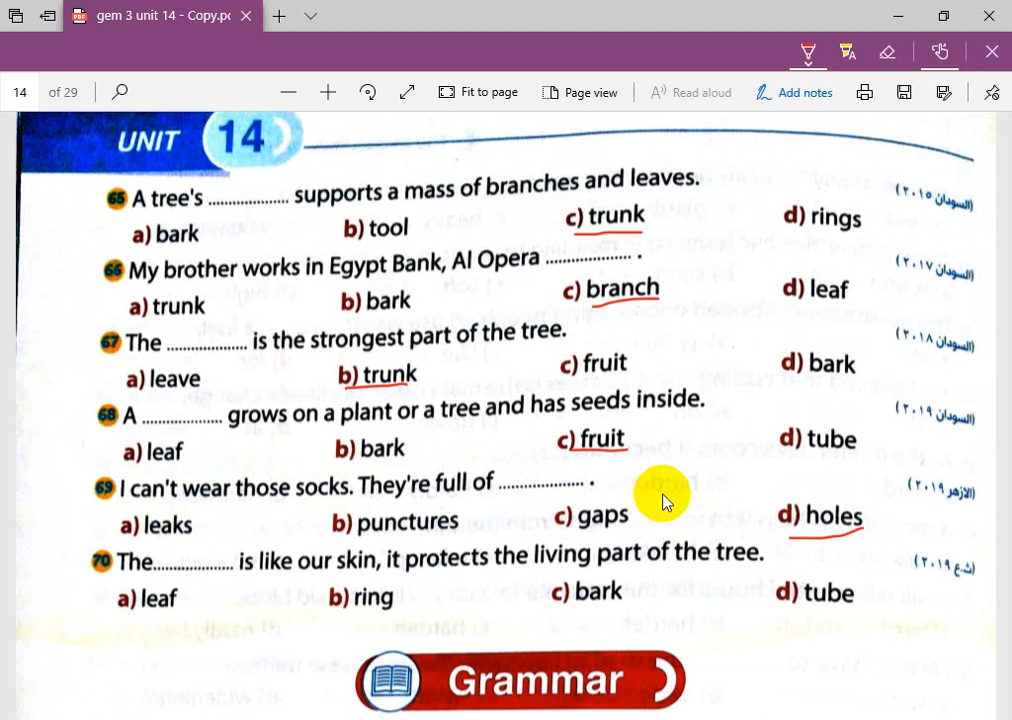 gem 3 unit 14 - Copy.pc
14 of 29 Fit to page Page view Read aloud Add notes
UNIT 14
65 A tree's ................. supports a mass of branches and leaves. (السودان ٢٠١٥)
a) bark b) tool c) trunk d) rings
66 My brother works in Egypt Bank, Al Opera ................. . (السودان ٢٠١٧)
a) trunk b) bark c) branch d) leaf
67 The ................. is the strongest part of the tree. (السودان ٢٠١٨)
a) leave b) trunk c) fruit d) bark
68 A ................. grows on a plant or a tree and has seeds inside. (السودان ٢٠١٩)
a) leaf b) bark c) fruit d) tube
69 I can't wear those socks. They're full of ................. . (الازهر ٢٠١٩)
a) leaks b) punctures c) gaps d) holes
70 The................. is like our skin, it protects the living part of the tree. (ث.ع ٢٠١٩)
a) leaf b) ring c) bark d) tube
Grammar